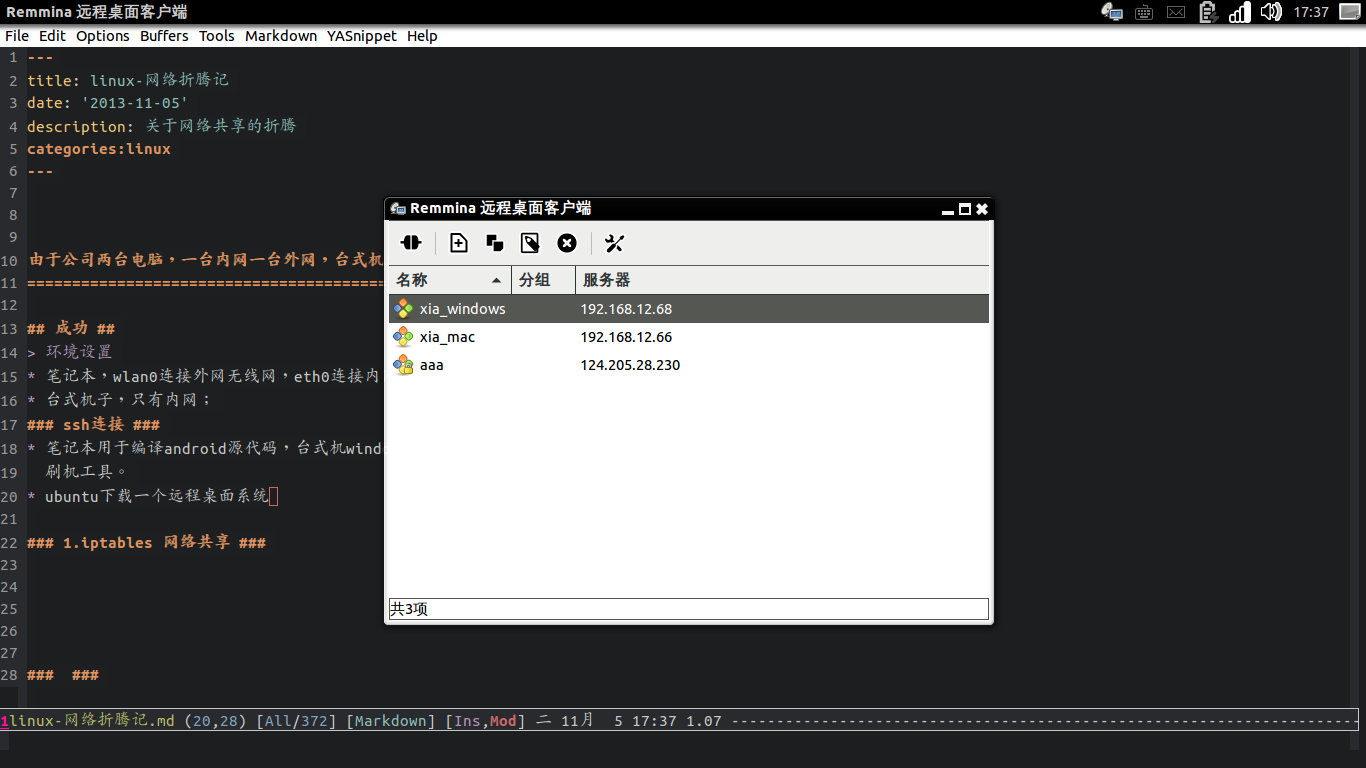 Remmina 远程桌面客户端
17:37
File Edit Options Buffers Tools Markdown YASnippet Help
1 ---
2 title: linux-网络折腾记
3 date: '2013-11-05'
4 description: 关于网络共享的折腾
5 categories:linux
6 ---
7
8
9
10 由于公司两台电脑，一台内网一台外网，台式机
11 ========================================
12
13 ## 成功 ##
14 > 环境设置
15 * 笔记本，wlan0连接外网无线网，eth0连接内
16 * 台式机子，只有内网；
17 ### ssh连接 ###
18 * 笔记本用于编译android源代码，台式机wind
19 刷机工具。
20 * ubuntu下载一个远程桌面系统
21
22 ### 1.iptables 网络共享 ###
23
24
25
26
27
28 ### ###
Remmina 远程桌面客户端
名称 分组 服务器
xia_windows 192.168.12.68
xia_mac 192.168.12.66
aaa 124.205.28.230
共3项
1linux-网络折腾记.md (20,28) [All/372] [Markdown] [Ins,Mod] 二 11月 5 17:37 1.07 ----------------------------------------------------------------------